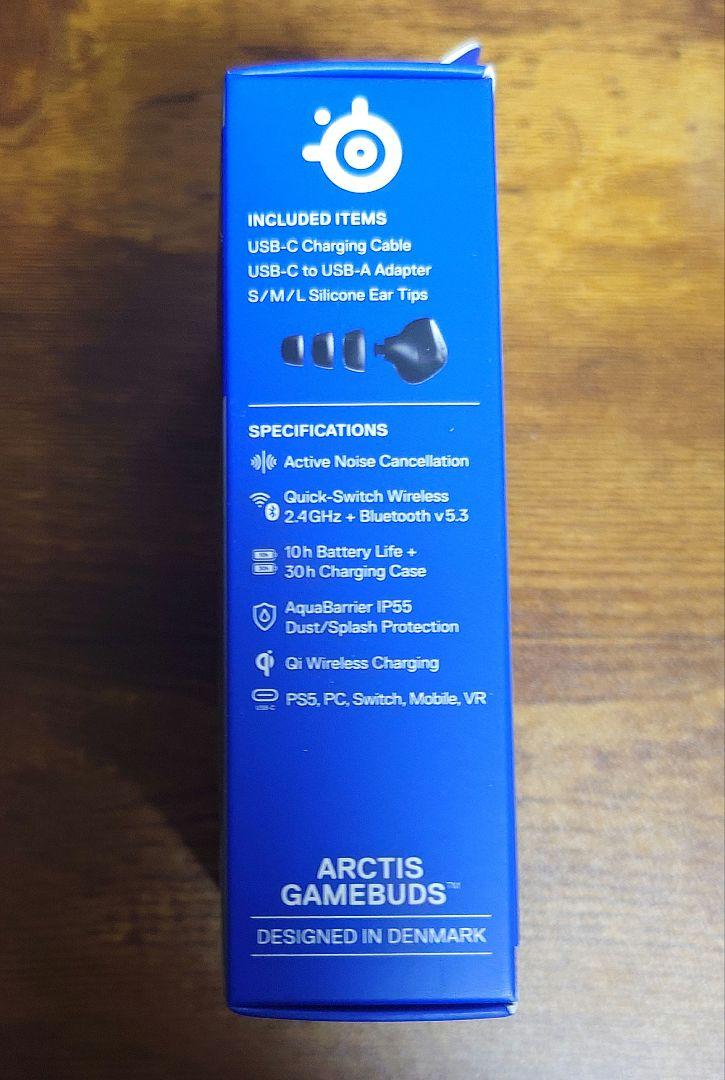 INCLUDED ITEMS
USB-C Charging Cable
USB-C to USB-A Adapter
S/M/L Silicone Ear Tips
SPECIFICATIONS
Active Noise Cancellation
Quick-Switch Wireless
2.4GHz + Bluetooth v5.3
10h Battery Life +
30h Charging Case
AquaBarrier IP55
Dust/Splash Protection
Qi Wireless Charging
PS5, PC, Switch, Mobile, VR
USB-C
ARCTIS
GAMEBUDS™
DESIGNED IN DENMARK